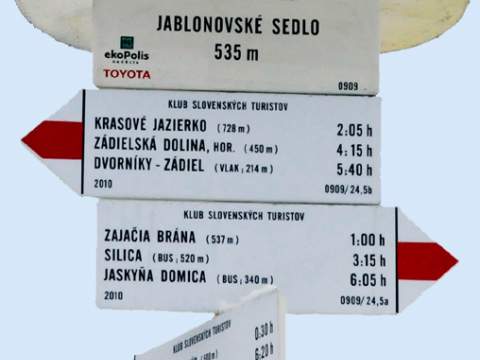 JABLONOVSKÉ SEDLO
535 m
ekoPolis
TOYOTA
0909
KLUB SLOVENSKÝCH TURISTOV
KRASOVÉ JAZIERKO (728 m) 2:05 h
ZÁDIELSKÁ DOLINA, HOR. (450 m) 4:15 h
DVORNÍKY - ZÁDIEL (VLAK ; 214 m) 5:40 h
2010 0909/24,5b
KLUB SLOVENSKÝCH TURISTOV
ZAJAČIA BRÁNA (537 m) 1:00 h
SILICA (BUS ; 520 m) 3:15 h
JASKYŇA DOMICA (BUS ; 340 m) 6:05 h
2010 0909/24,5a
KLUB SLOVENSKÝCH TURISTOV
0:30 h
6:20 h